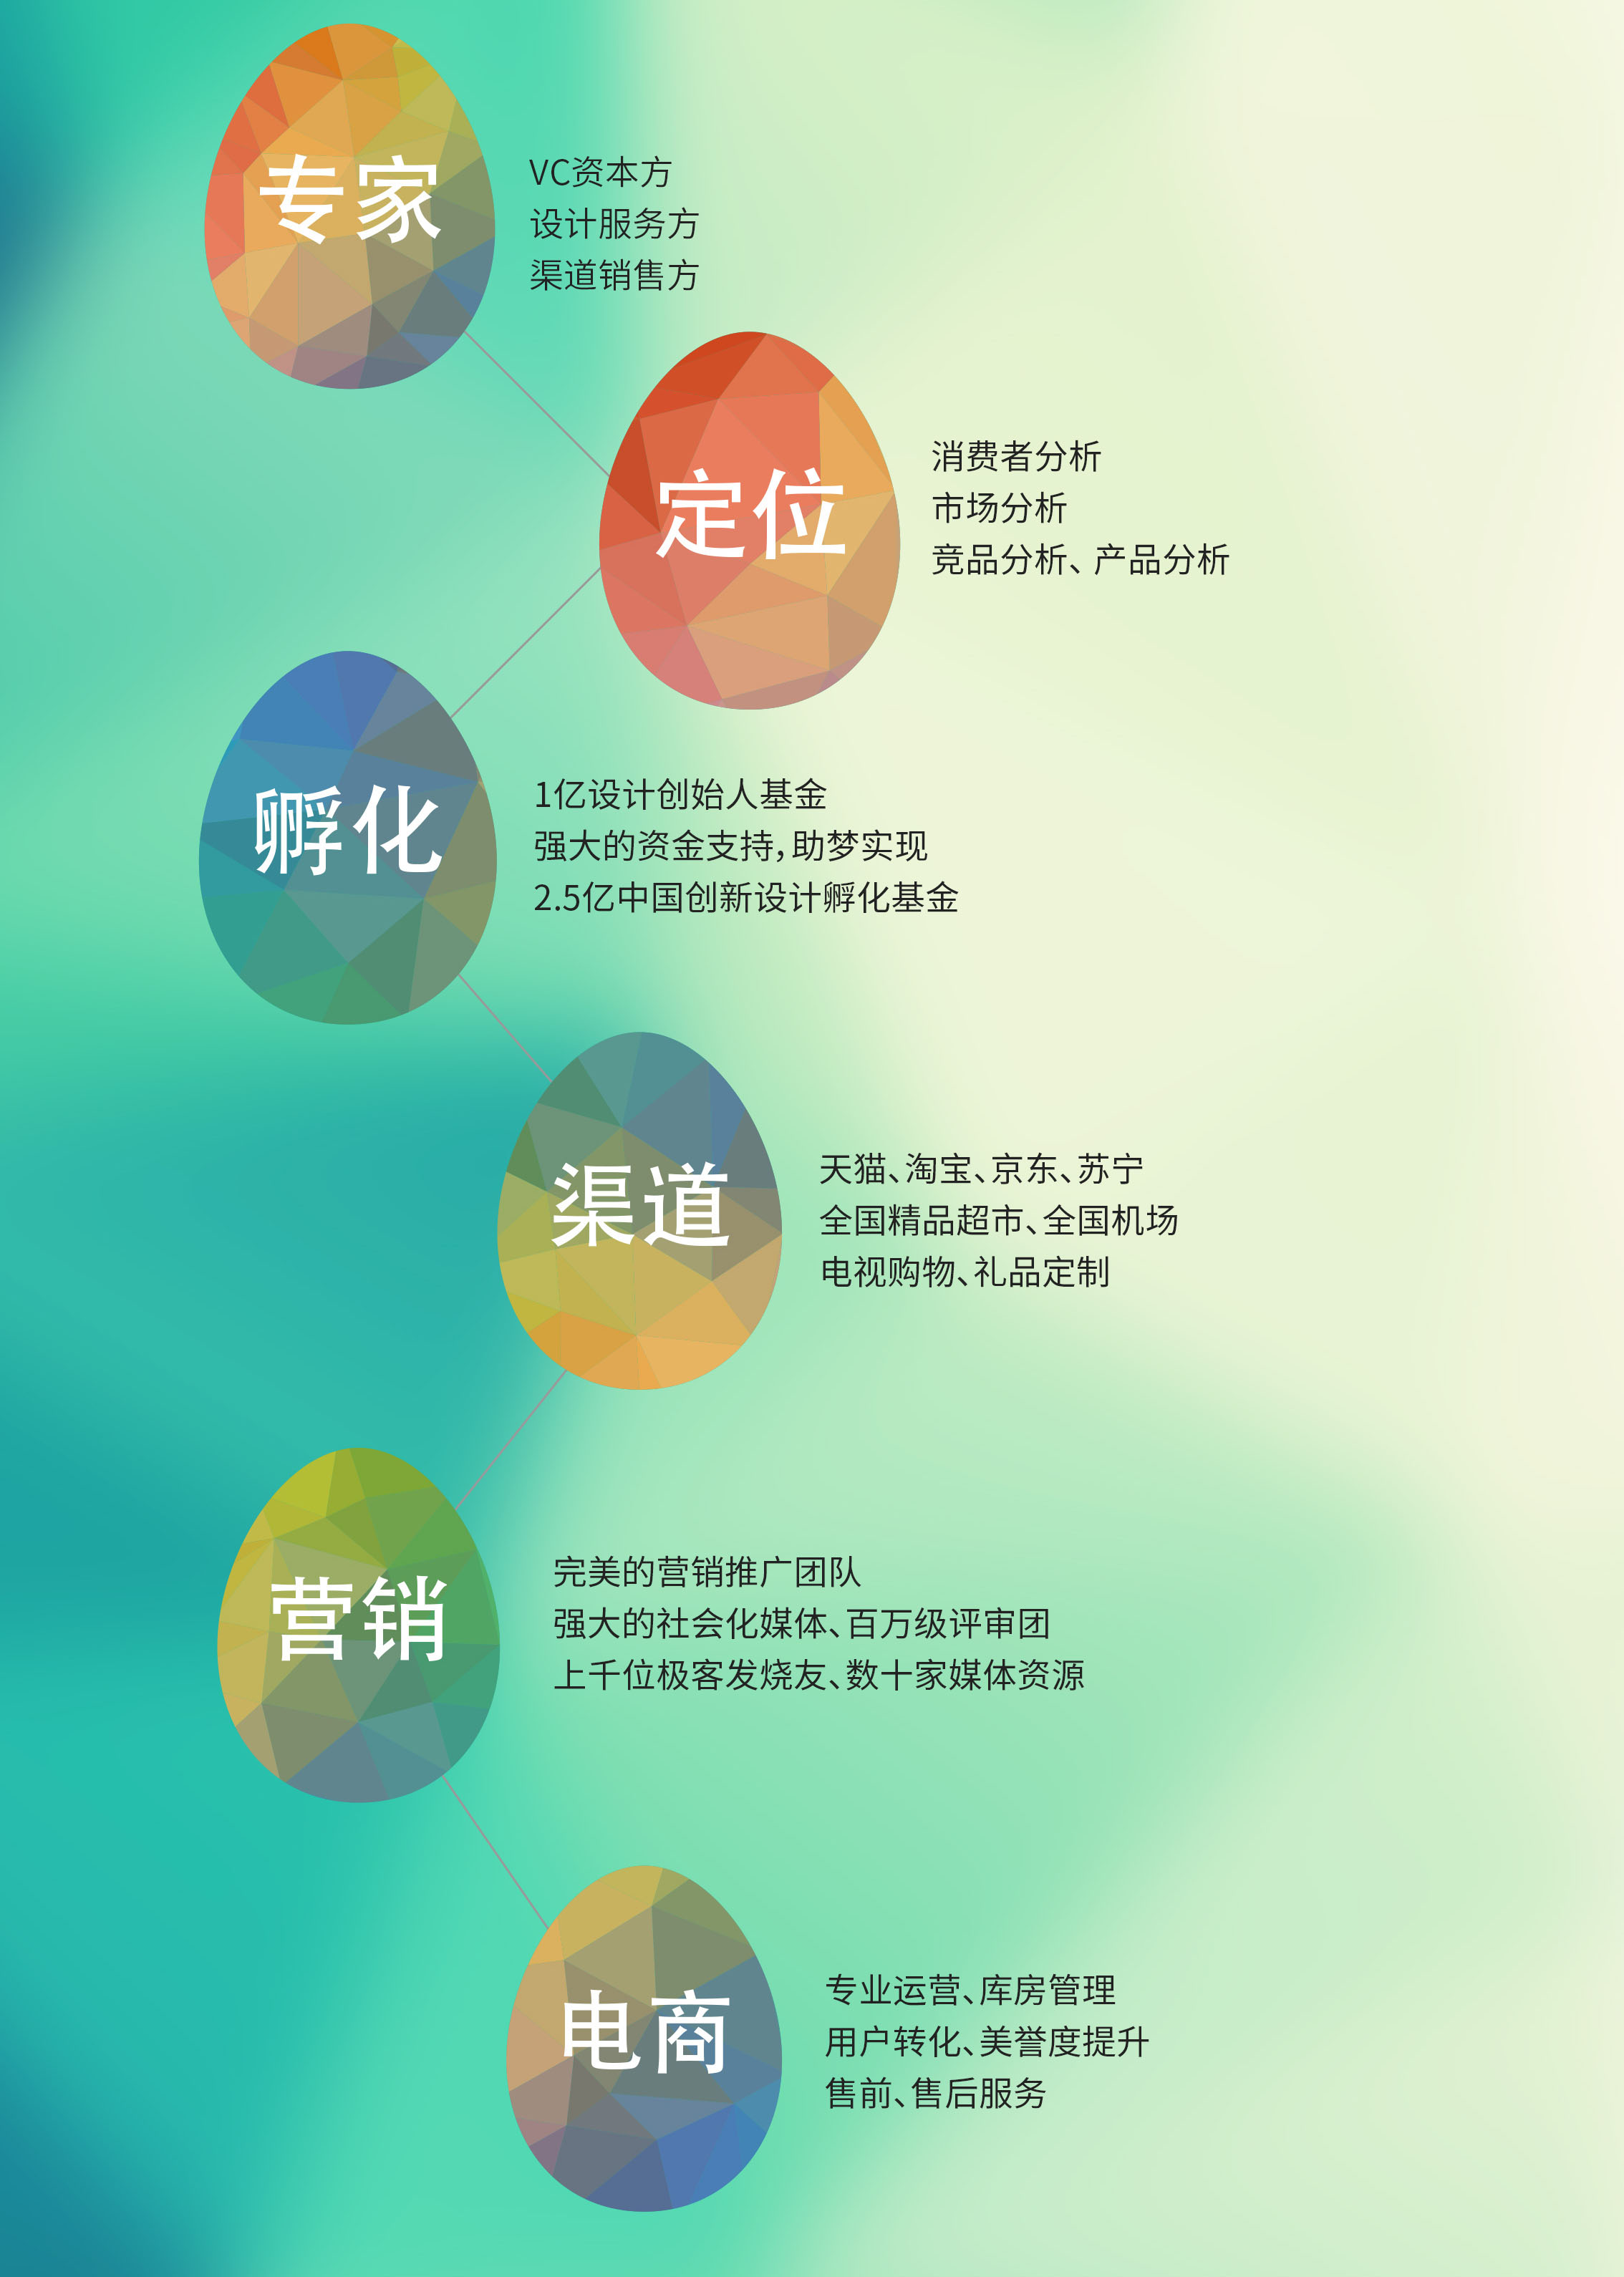 专家
VC资本方
设计服务方
渠道销售方
定位
消费者分析
市场分析
竞品分析、产品分析
孵化
1亿设计创始人基金
强大的资金支持，助梦实现
2.5亿中国创新设计孵化基金
渠道
天猫、淘宝、京东、苏宁
全国精品超市、全国机场
电视购物、礼品定制
营销
完美的营销推广团队
强大的社会化媒体、百万级评审团
上千位极客发烧友、数十家媒体资源
电商
专业运营、库房管理
用户转化、美誉度提升
售前、售后服务